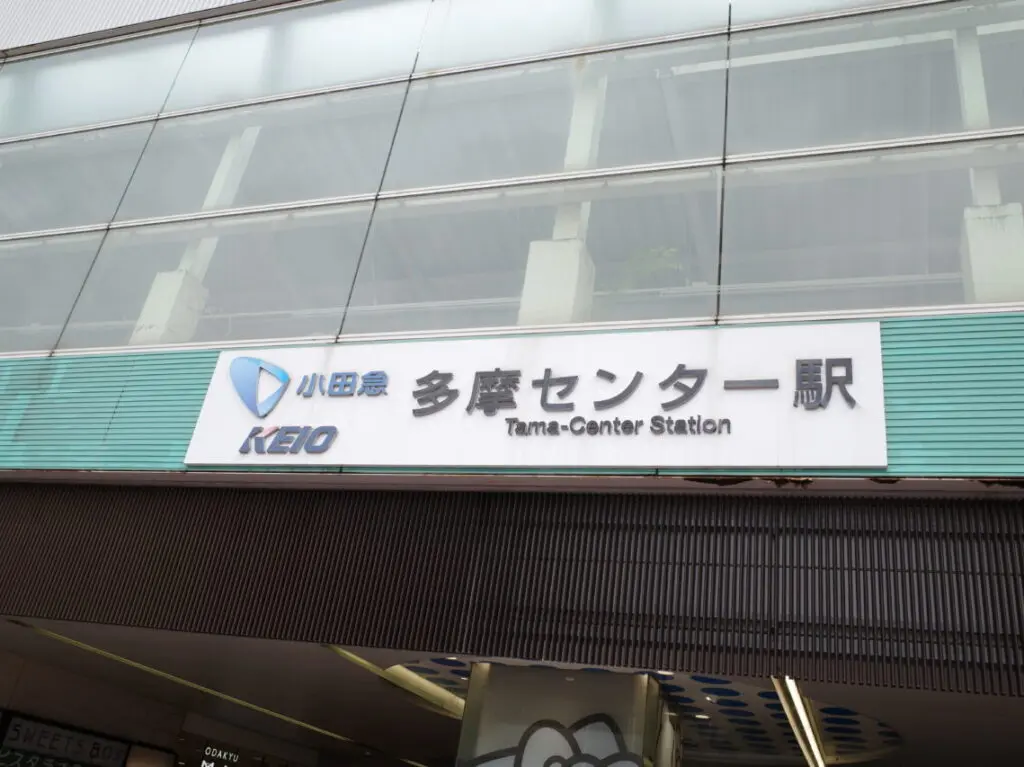 小田急
KEIO
多摩センター駅
Tama-Center Station
SWEETS BOX
ODAKYU